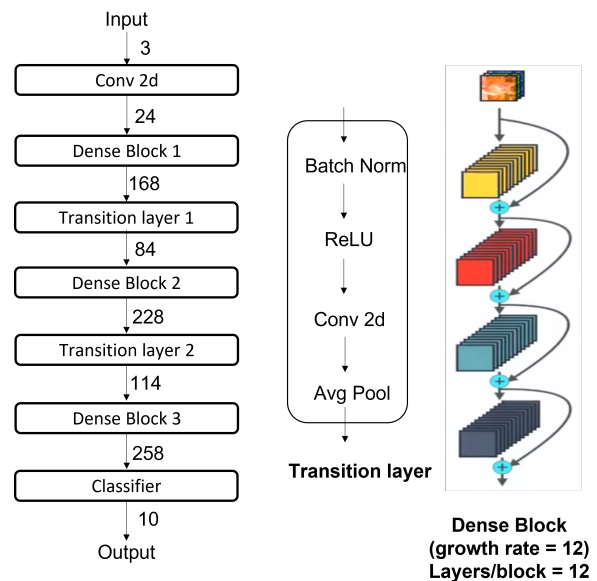 Input
3
Conv 2d
24
Dense Block 1
168
Transition layer 1
84
Dense Block 2
228
Transition layer 2
114
Dense Block 3
258
Classifier
10
Output
Batch Norm
ReLU
Conv 2d
Avg Pool
Transition layer
+
+
+
+
Dense Block
(growth rate = 12)
Layers/block = 12